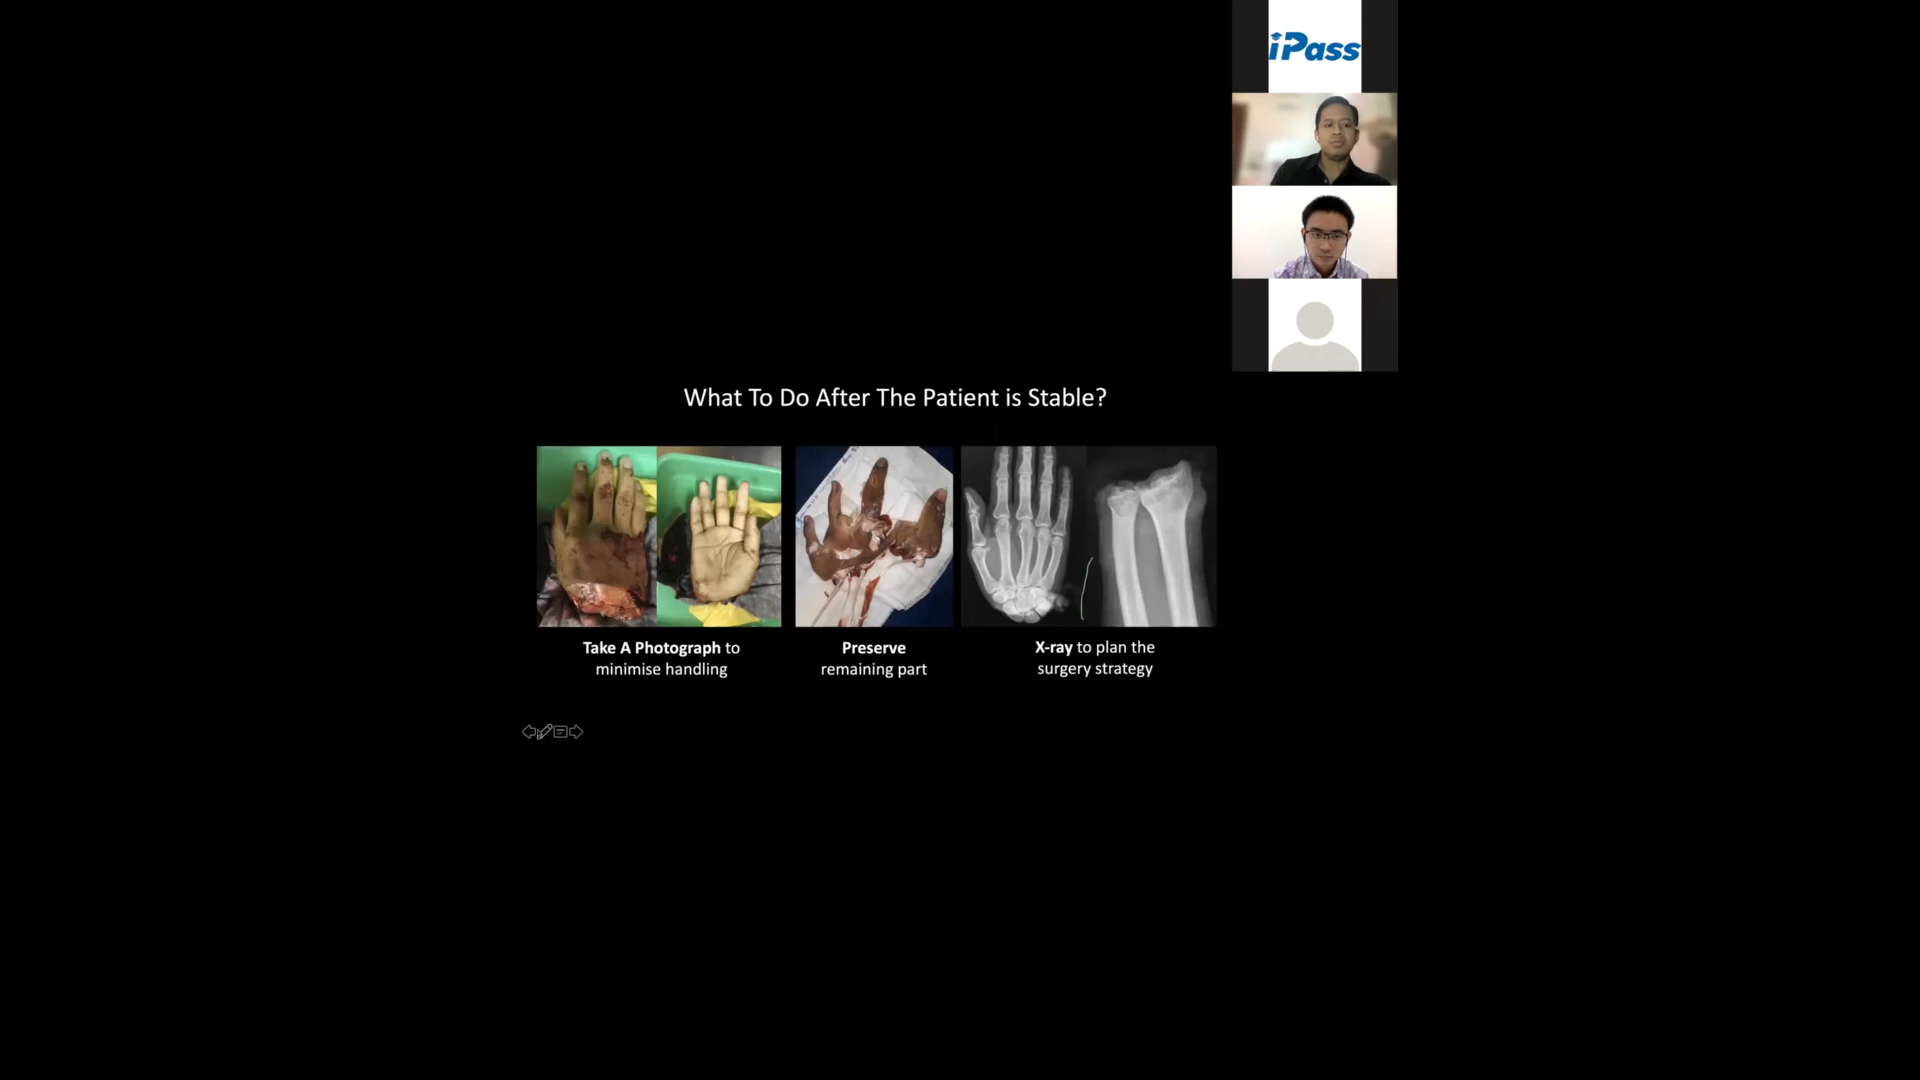 iPass
What To Do After The Patient is Stable?
Take A Photograph to
minimise handling
Preserve
remaining part
X-ray to plan the
surgery strategy